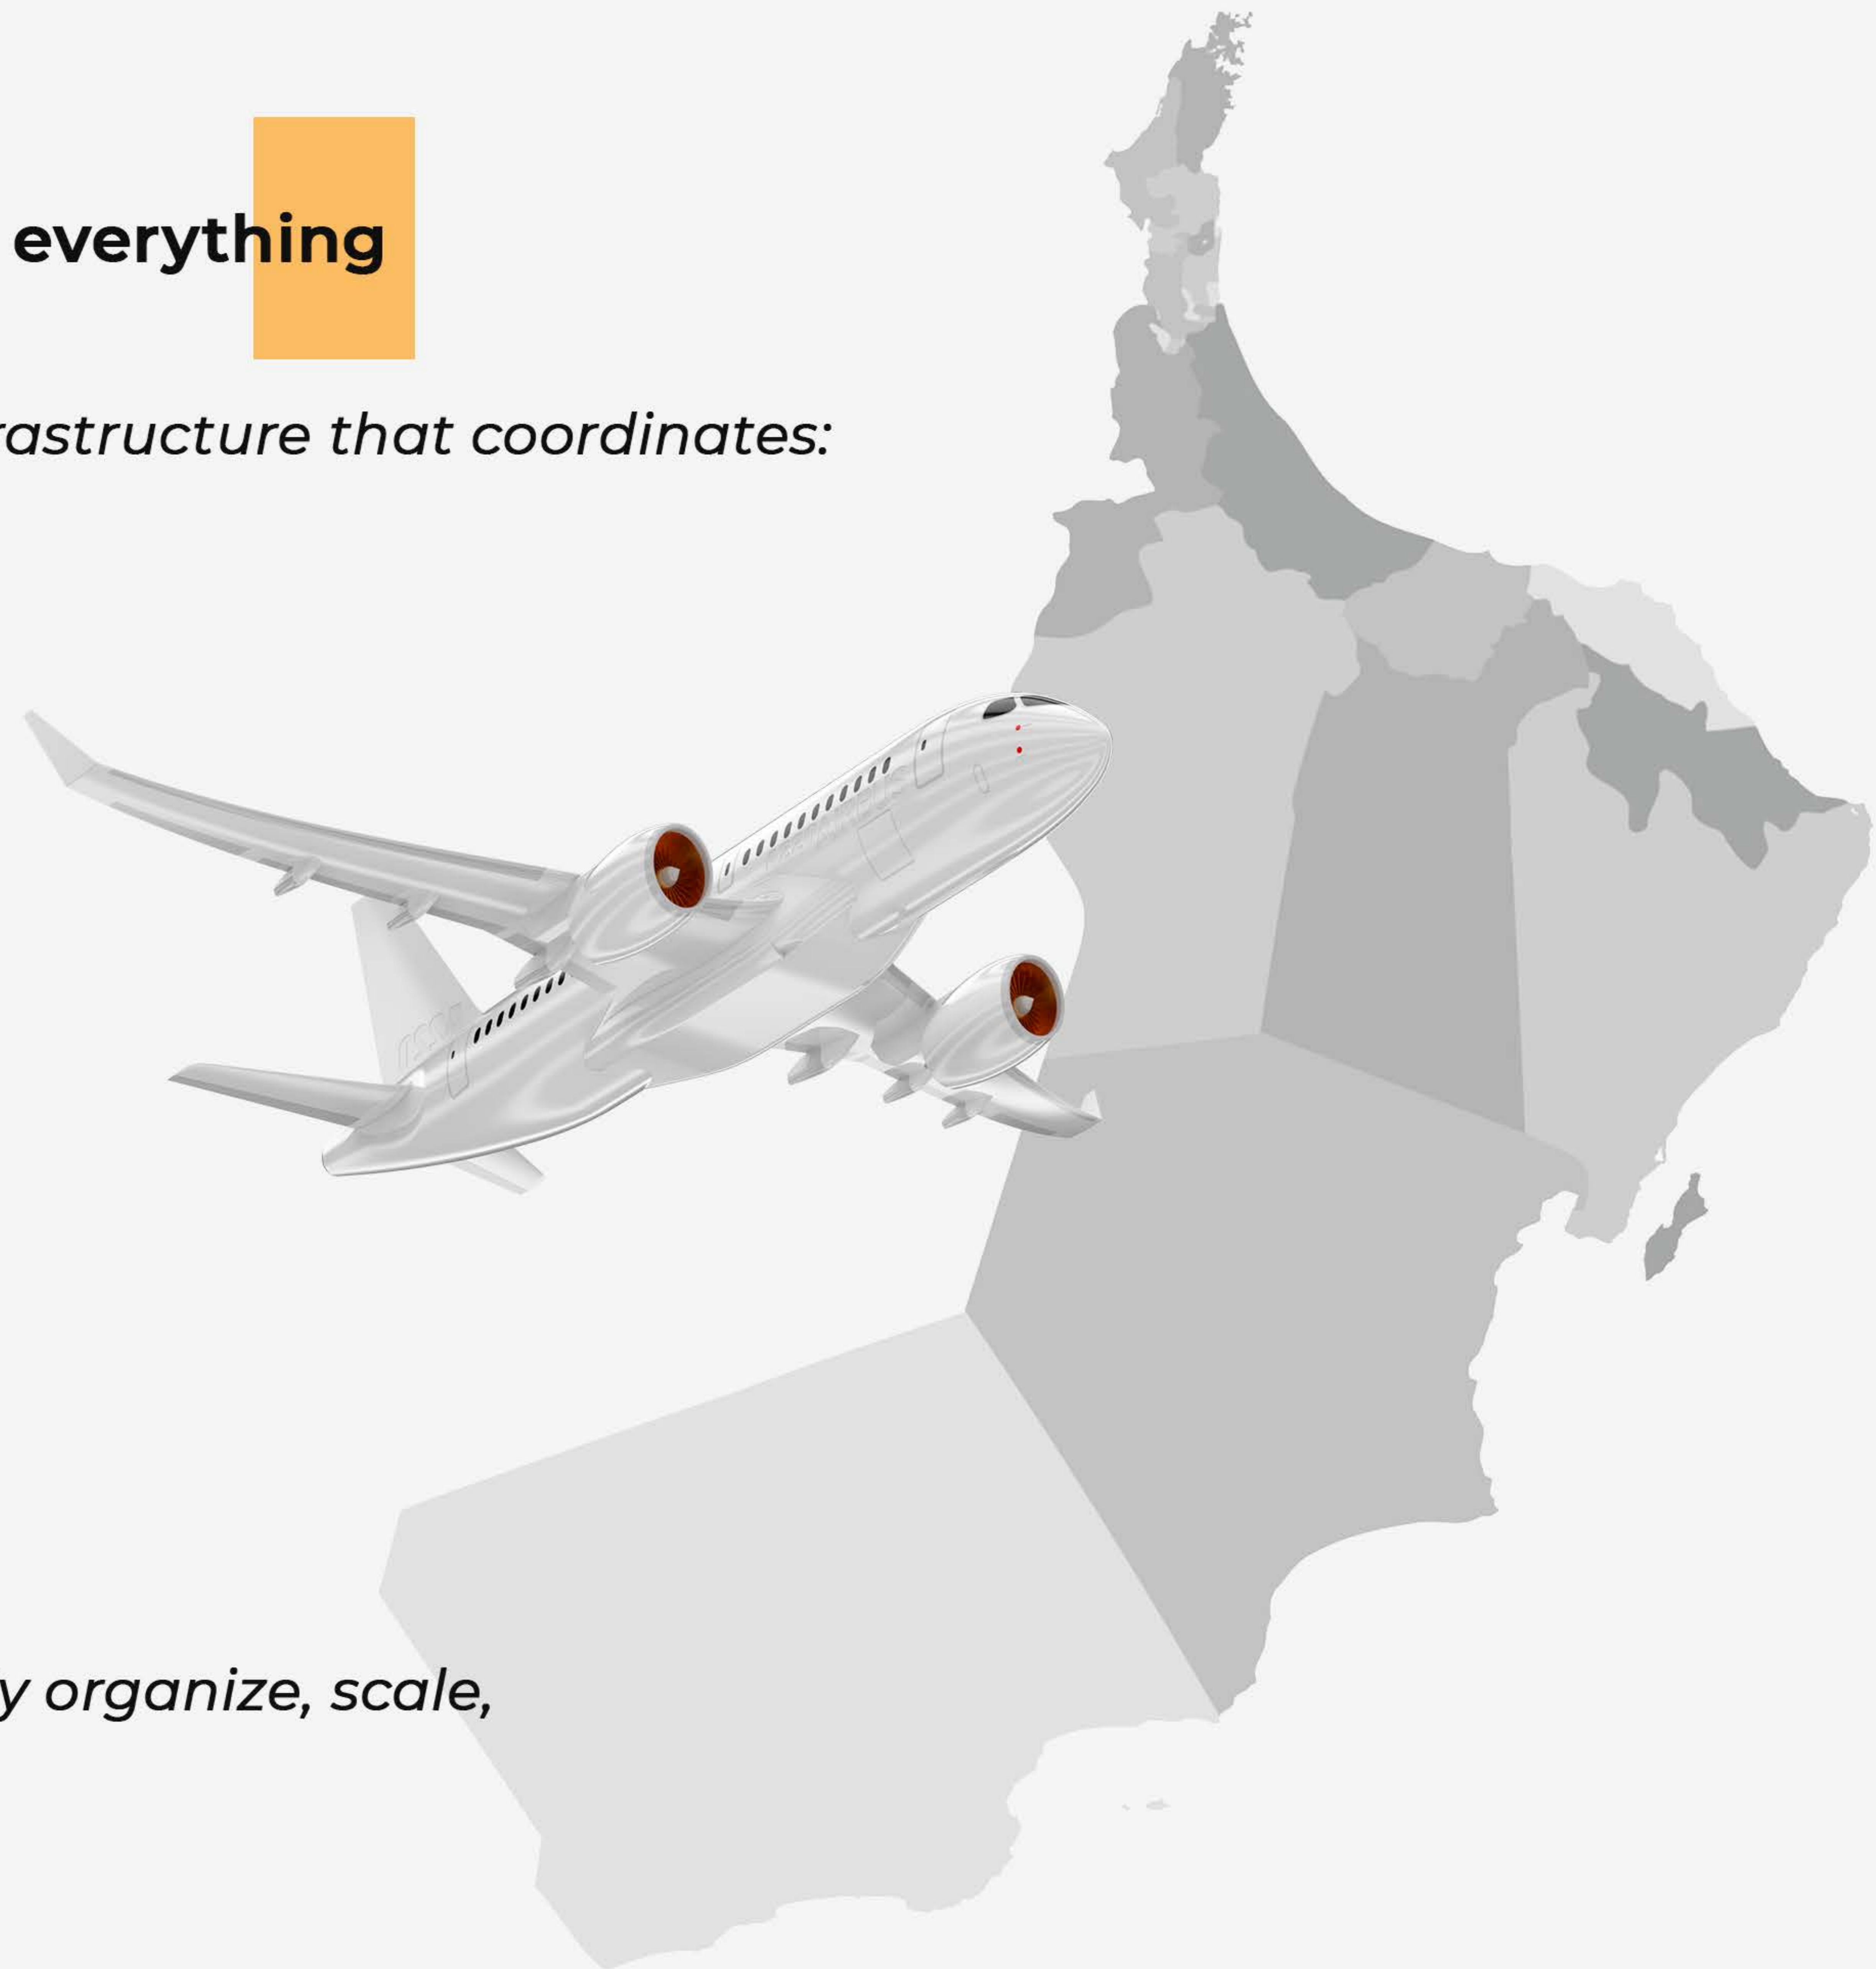 everything
rastructure that coordinates:
y organize, scale,